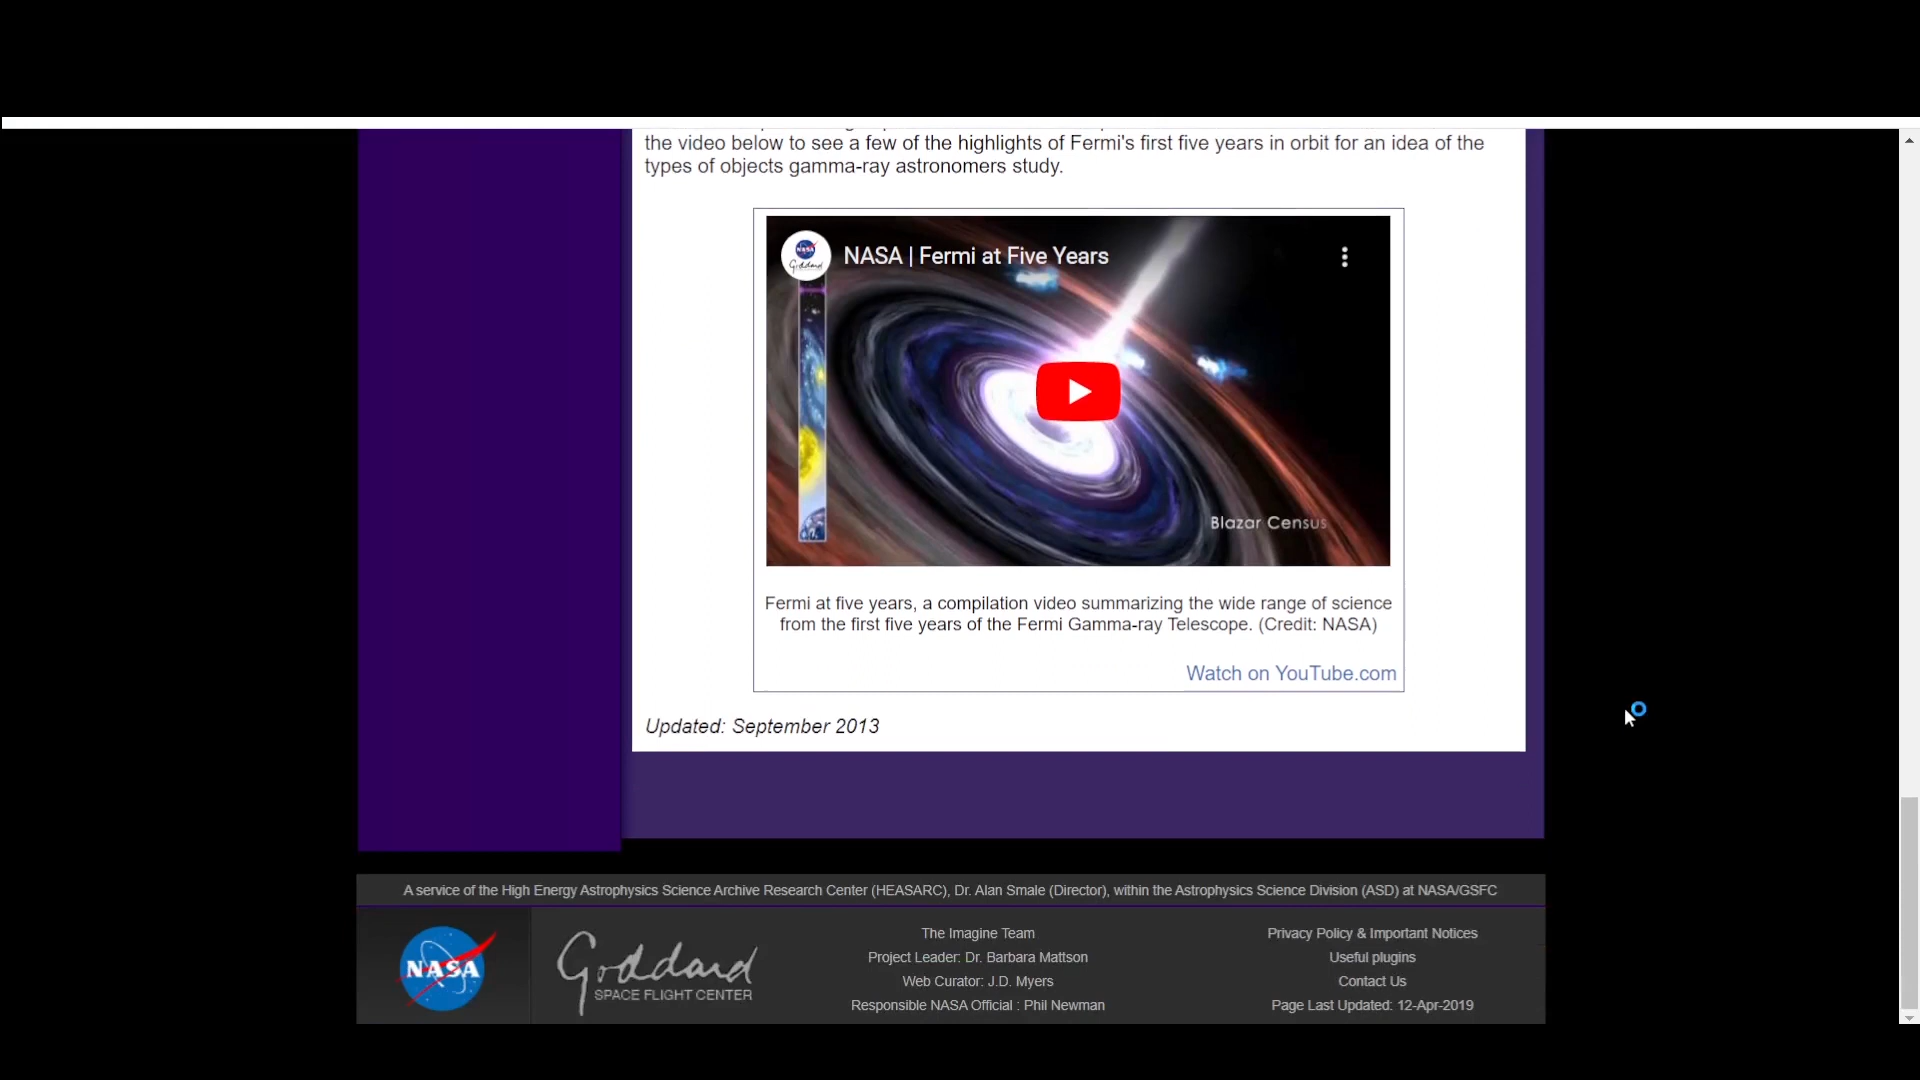 the video below to see a few of the highlights of Fermi's first five years in orbit for an idea of the
types of objects gamma-ray astronomers study.
NASA | Fermi at Five Years
Blazar Census
Fermi at five years, a compilation video summarizing the wide range of science
from the first five years of the Fermi Gamma-ray Telescope. (Credit: NASA)
Watch on YouTube.com
Updated: September 2013
A service of the High Energy Astrophysics Science Archive Research Center (HEASARC), Dr. Alan Smale (Director), within the Astrophysics Science Division (ASD) at NASA/GSFC
NASA
Goddard
SPACE FLIGHT CENTER
The Imagine Team
Project Leader: Dr. Barbara Mattson
Web Curator: J.D. Myers
Responsible NASA Official : Phil Newman
Privacy Policy & Important Notices
Useful plugins
Contact Us
Page Last Updated: 12-Apr-2019